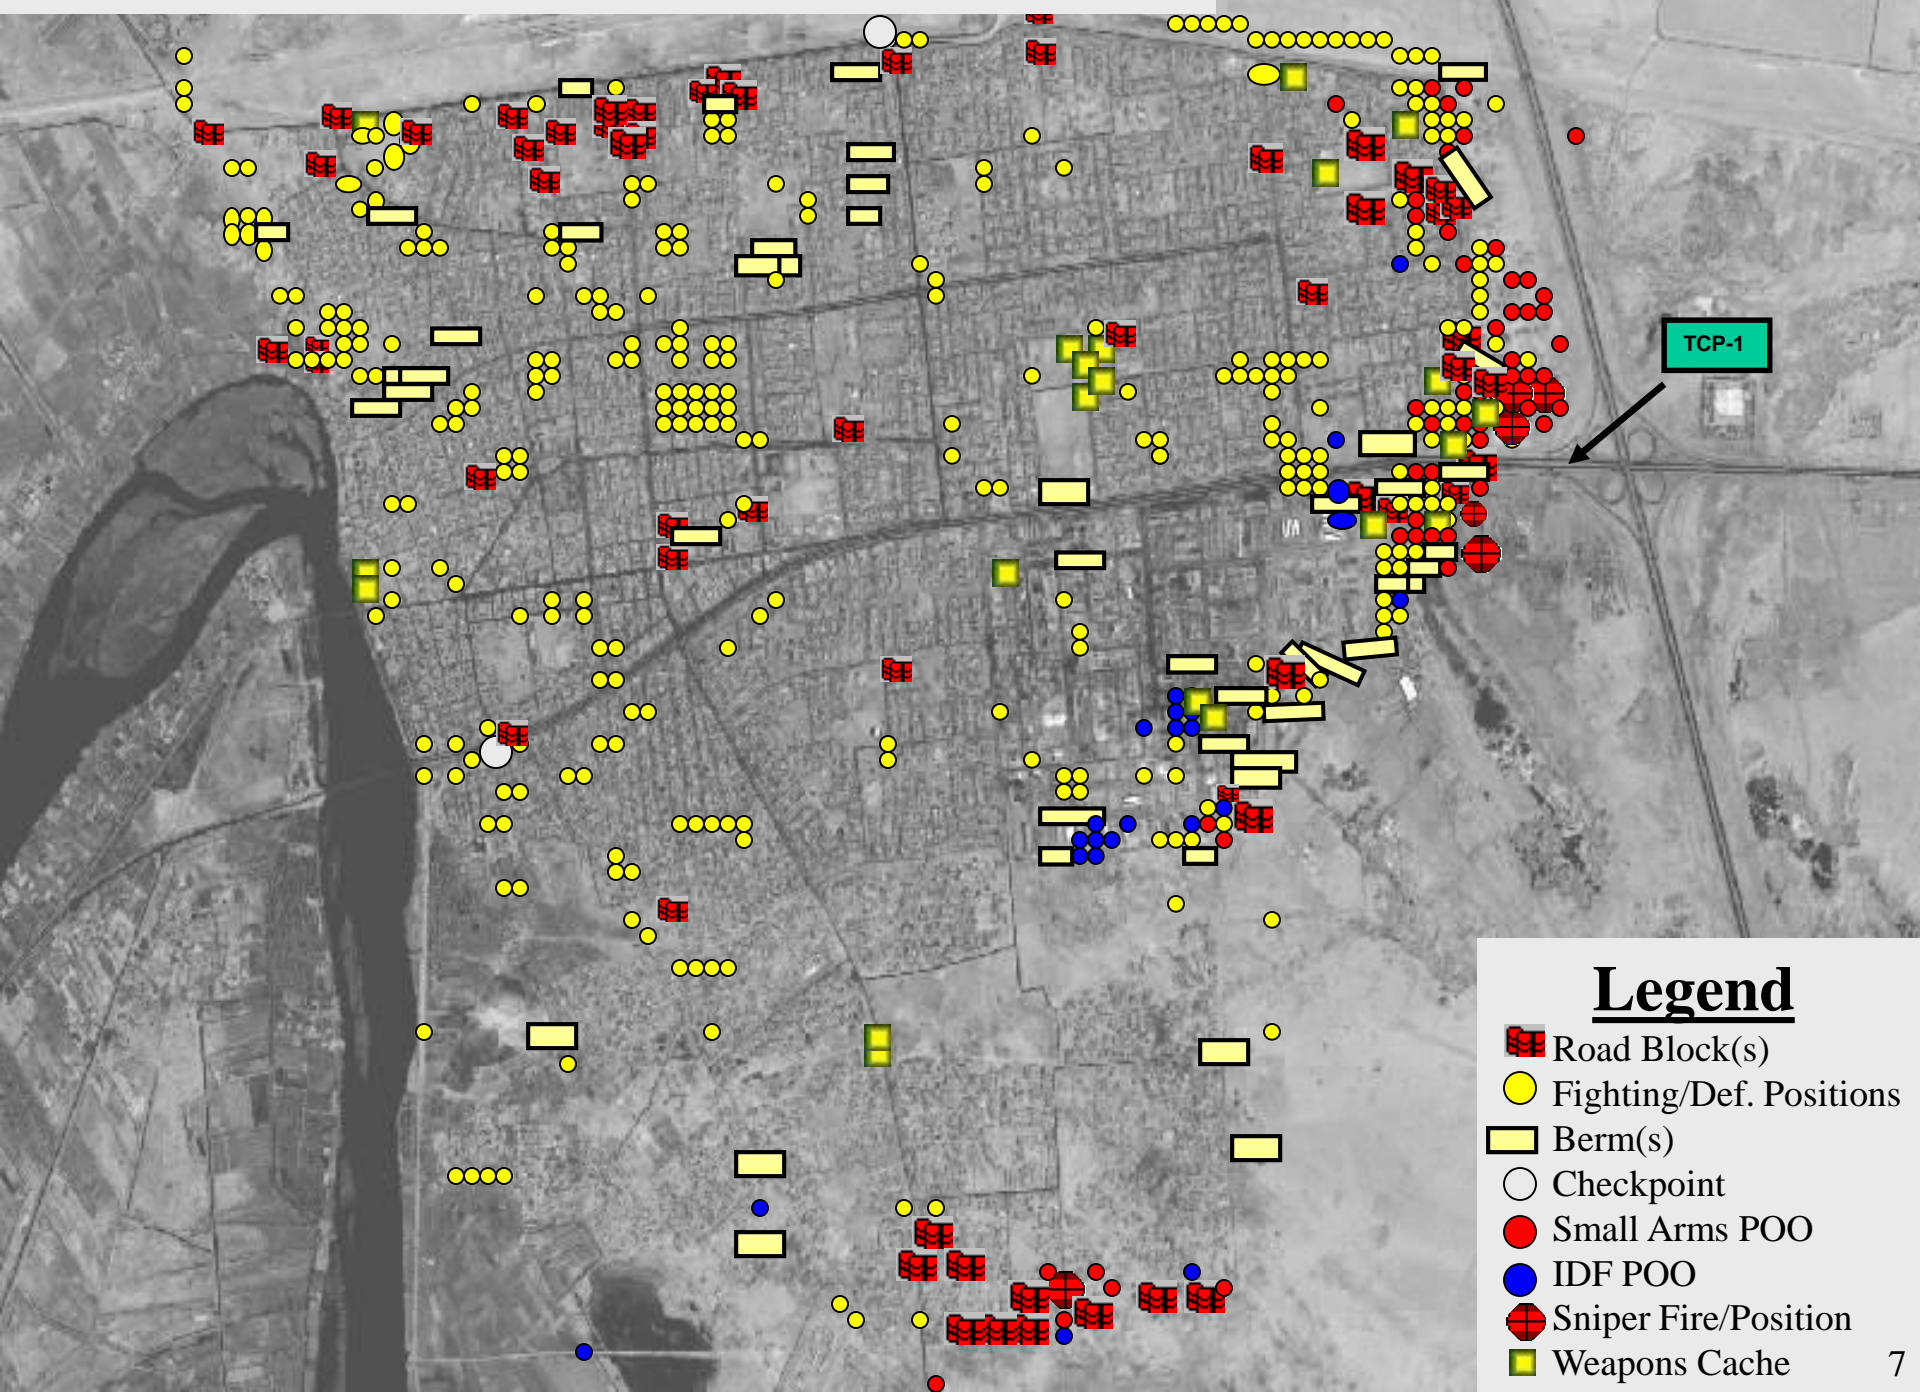 TCP-1
Legend
Road Block(s)
Fighting/Def. Positions
Berm(s)
Checkpoint
Small Arms POO
IDF POO
Sniper Fire/Position
Weapons Cache
7